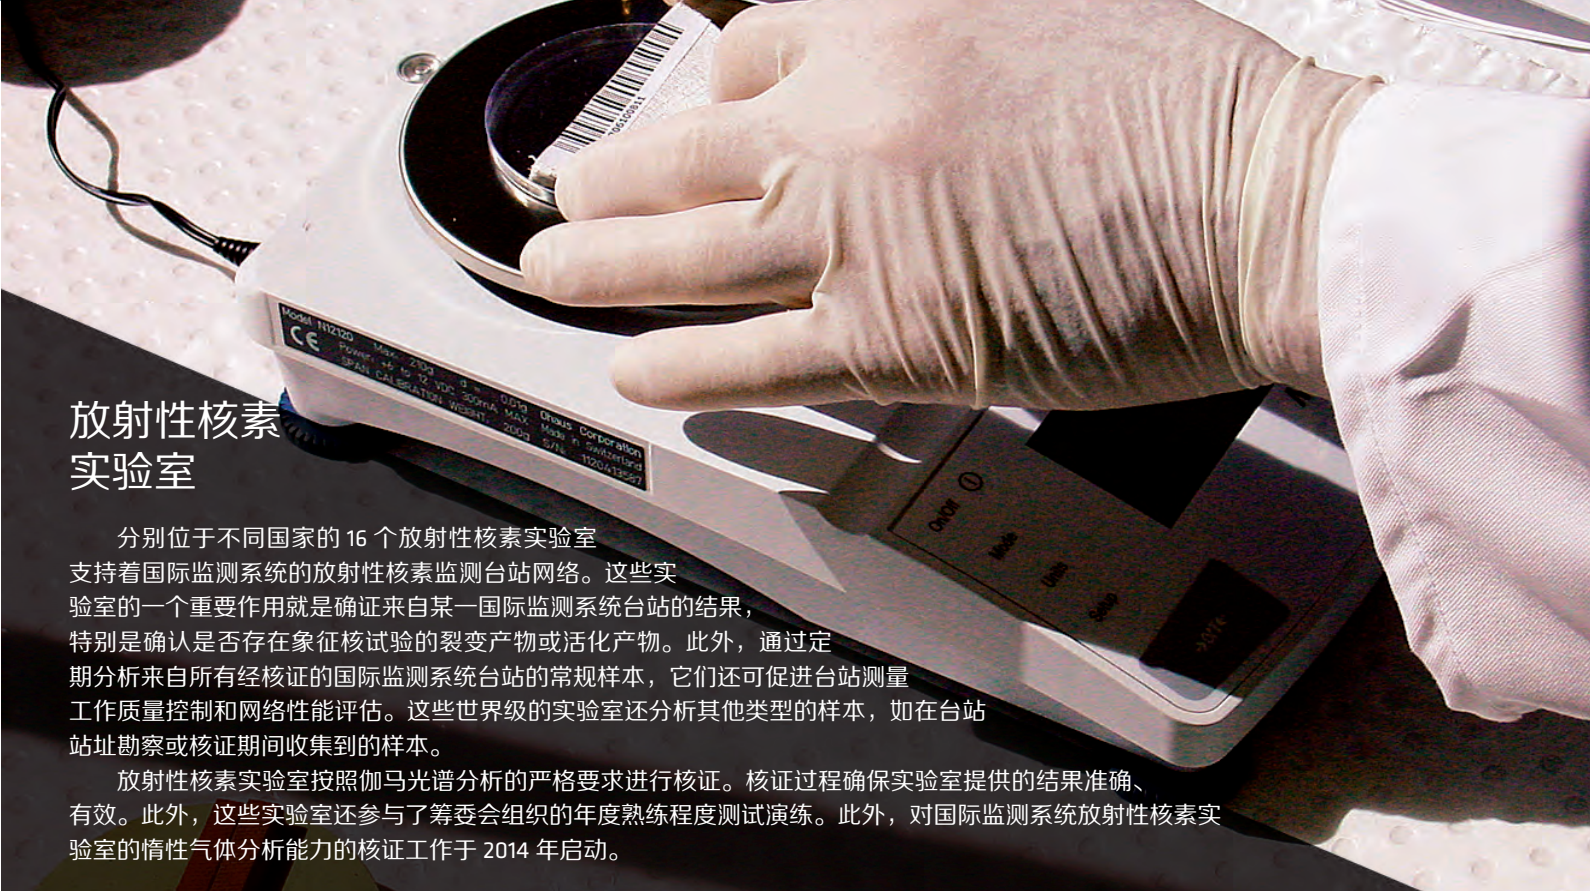 206100811
Model N1212D Max. 210g d = 0.01g Ohaus Corporation
CE Power: +6 to 12 VDC 300mA MAX. Made in Switzerland
SPAN CALIBRATION WEIGHT: 200g S/N: 1120413587
On/Off
Mode
放射性核素
实验室
分别位于不同国家的 16 个放射性核素实验室
支持着国际监测系统的放射性核素监测台站网络。这些实
验室的一个重要作用就是确证来自某一国际监测系统台站的结果，
特别是确认是否存在象征核试验的裂变产物或活化产物。此外，通过定
期分析来自所有经核证的国际监测系统台站的常规样本，它们还可促进台站测量
工作质量控制和网络性能评估。这些世界级的实验室还分析其他类型的样本，如在台站
站址勘察或核证期间收集到的样本。
放射性核素实验室按照伽马光谱分析的严格要求进行核证。核证过程确保实验室提供的结果准确、
有效。此外，这些实验室还参与了筹委会组织的年度熟练程度测试演练。此外，对国际监测系统放射性核素实
验室的惰性气体分析能力的核证工作于 2014 年启动。